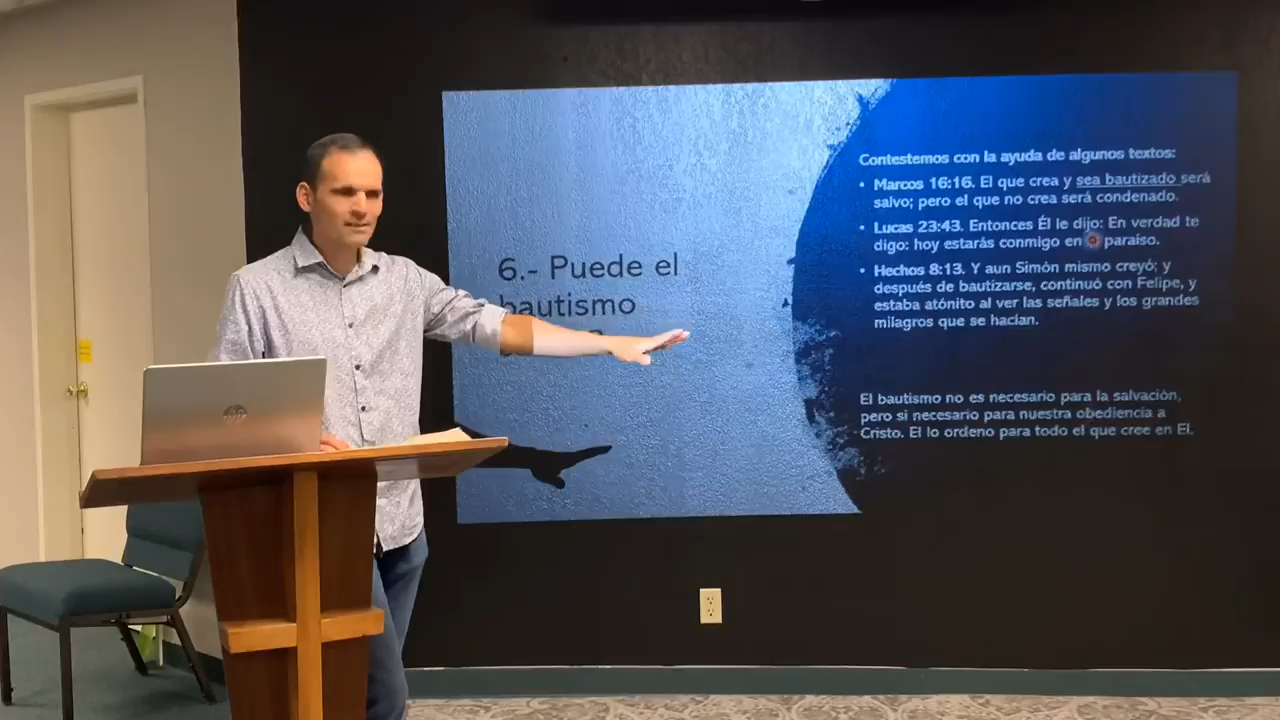 6.- Puede el
bautismo
Contestemos con la ayuda de algunos textos:
• Marcos 16:16. El que crea y sea bautizado será
salvo; pero el que no crea será condenado.
• Lucas 23:43. Entonces Él le dijo: En verdad te
digo: hoy estarás conmigo en paraíso.
• Hechos 8:13. Y aun Simón mismo creyó; y
después de bautizarse, continuó con Felipe, y
estaba atónito al ver las señales y los grandes
milagros que se hacían.
El bautismo no es necesario para la salvación,
pero si necesario para nuestra obediencia a
Cristo. El lo ordeno para todo el que cree en El.
hp